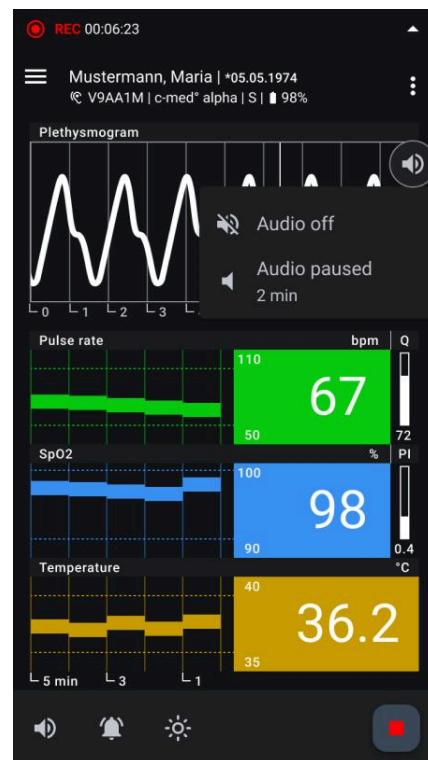 REC 00:06:23
Mustermann, Maria | *05.05.1974
V9AA1M | c-med° alpha | S | 98%
Plethysmogram
Audio off
Audio paused
2 min
0 1 2 3
Pulse rate bpm Q
110
67
50 72
SpO2 % PI
100
98
90 0.4
Temperature °C
40
36.2
35
5 min 3 1